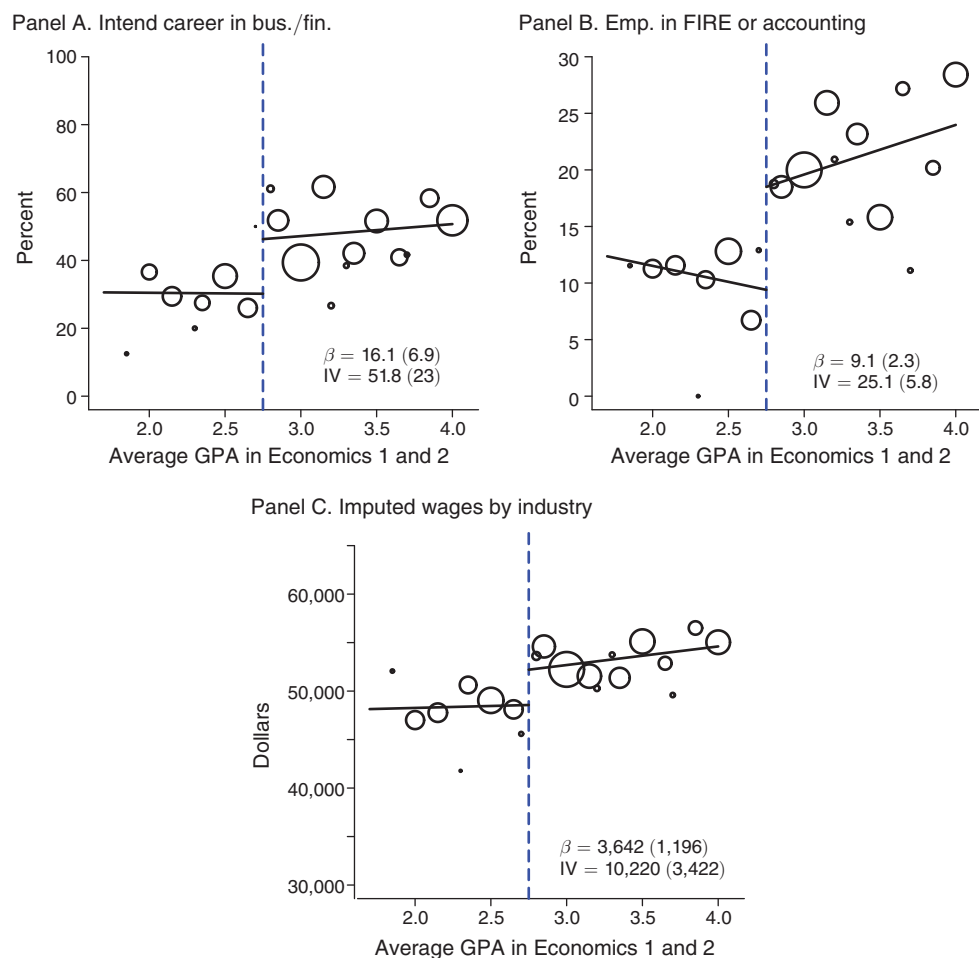 Panel A. Intend career in bus./fin.
100
80
60
40
20
0
Percent
β = 16.1 (6.9)
IV = 51.8 (23)
2.0 2.5 3.0 3.5 4.0
Average GPA in Economics 1 and 2
Panel B. Emp. in FIRE or accounting
30
25
20
15
10
5
0
Percent
β = 9.1 (2.3)
IV = 25.1 (5.8)
2.0 2.5 3.0 3.5 4.0
Average GPA in Economics 1 and 2
Panel C. Imputed wages by industry
60,000
50,000
40,000
30,000
Dollars
β = 3,642 (1,196)
IV = 10,220 (3,422)
2.0 2.5 3.0 3.5 4.0
Average GPA in Economics 1 and 2